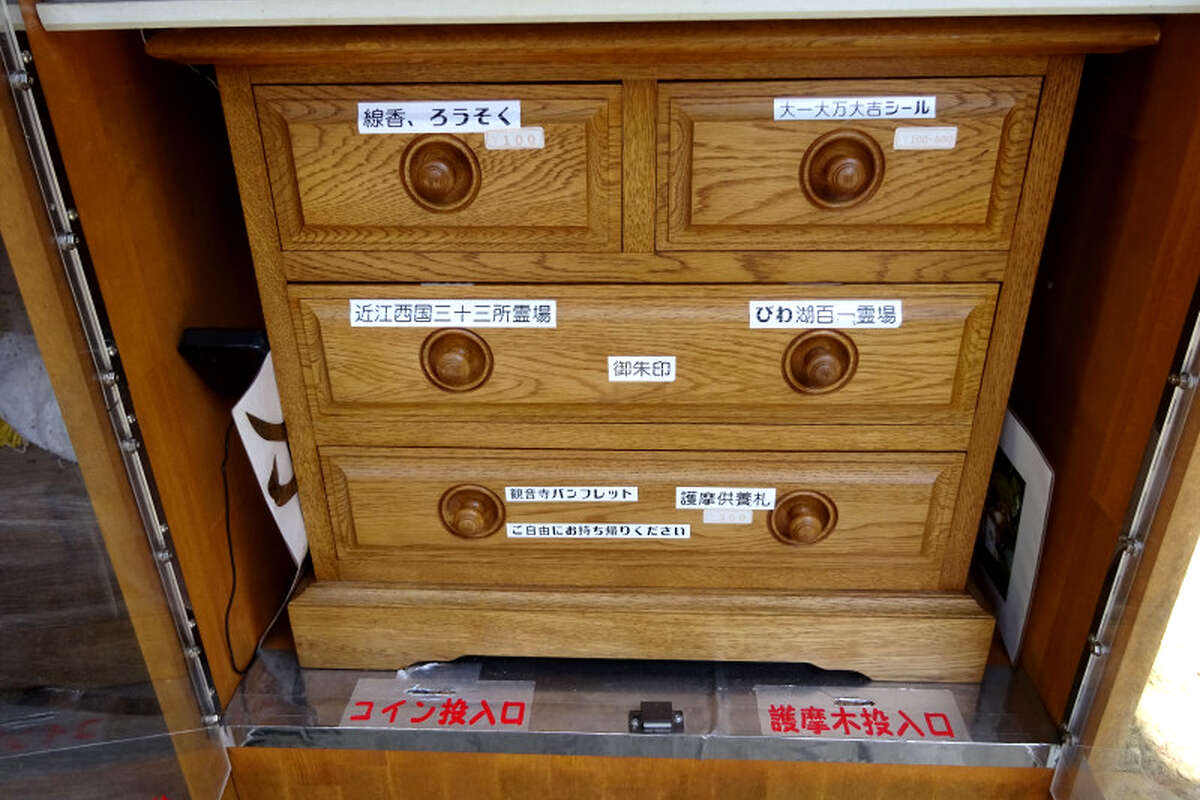 線香、ろうそく
¥100
大一大万大吉シール
近江西国三十三所霊場
びわ湖百八霊場
御朱印
観音寺パンフレット
ご自由にお持ち帰りください
護摩供養札
300
コイン投入口
護摩木投入口